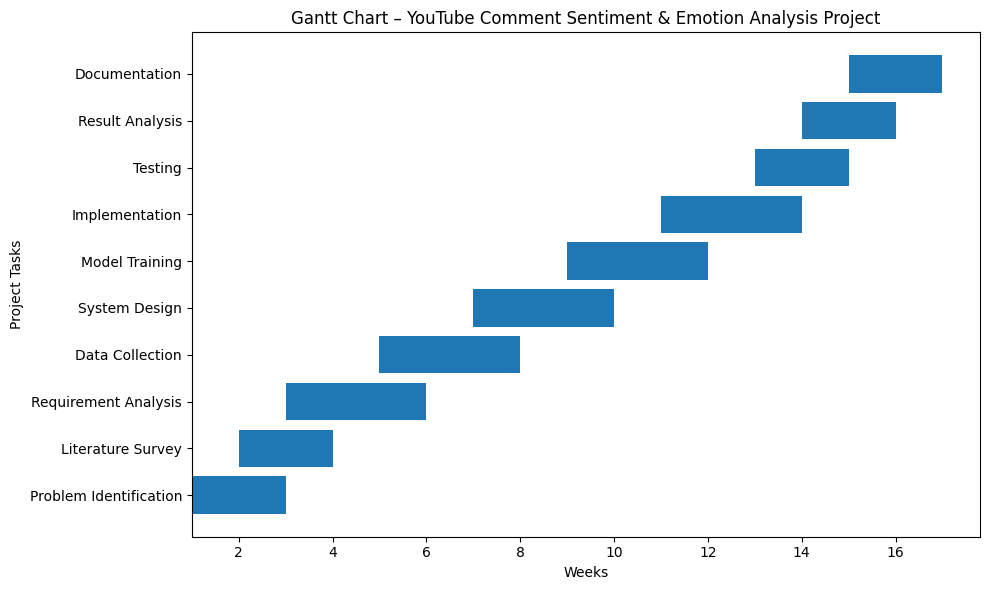 Gantt Chart – YouTube Comment Sentiment & Emotion Analysis Project
Project Tasks
Documentation
Result Analysis
Testing
Implementation
Model Training
System Design
Data Collection
Requirement Analysis
Literature Survey
Problem Identification
2 4 6 8 10 12 14 16
Weeks